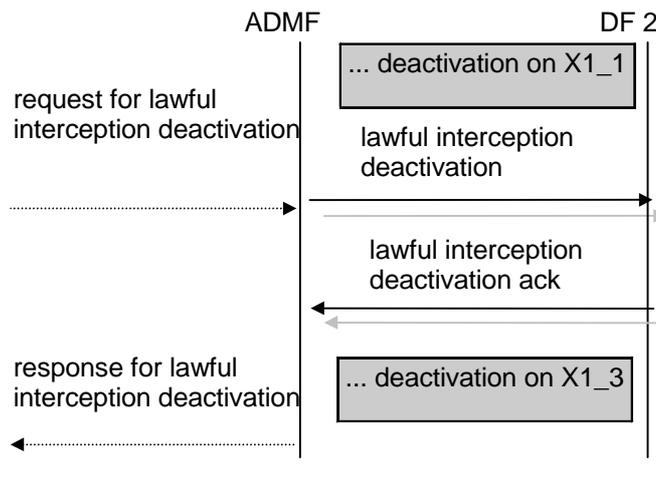 ADMF
DF 2
... deactivation on X1_1
request for lawful
interception deactivation
lawful interception
deactivation
lawful interception
deactivation ack
response for lawful
interception deactivation
... deactivation on X1_3